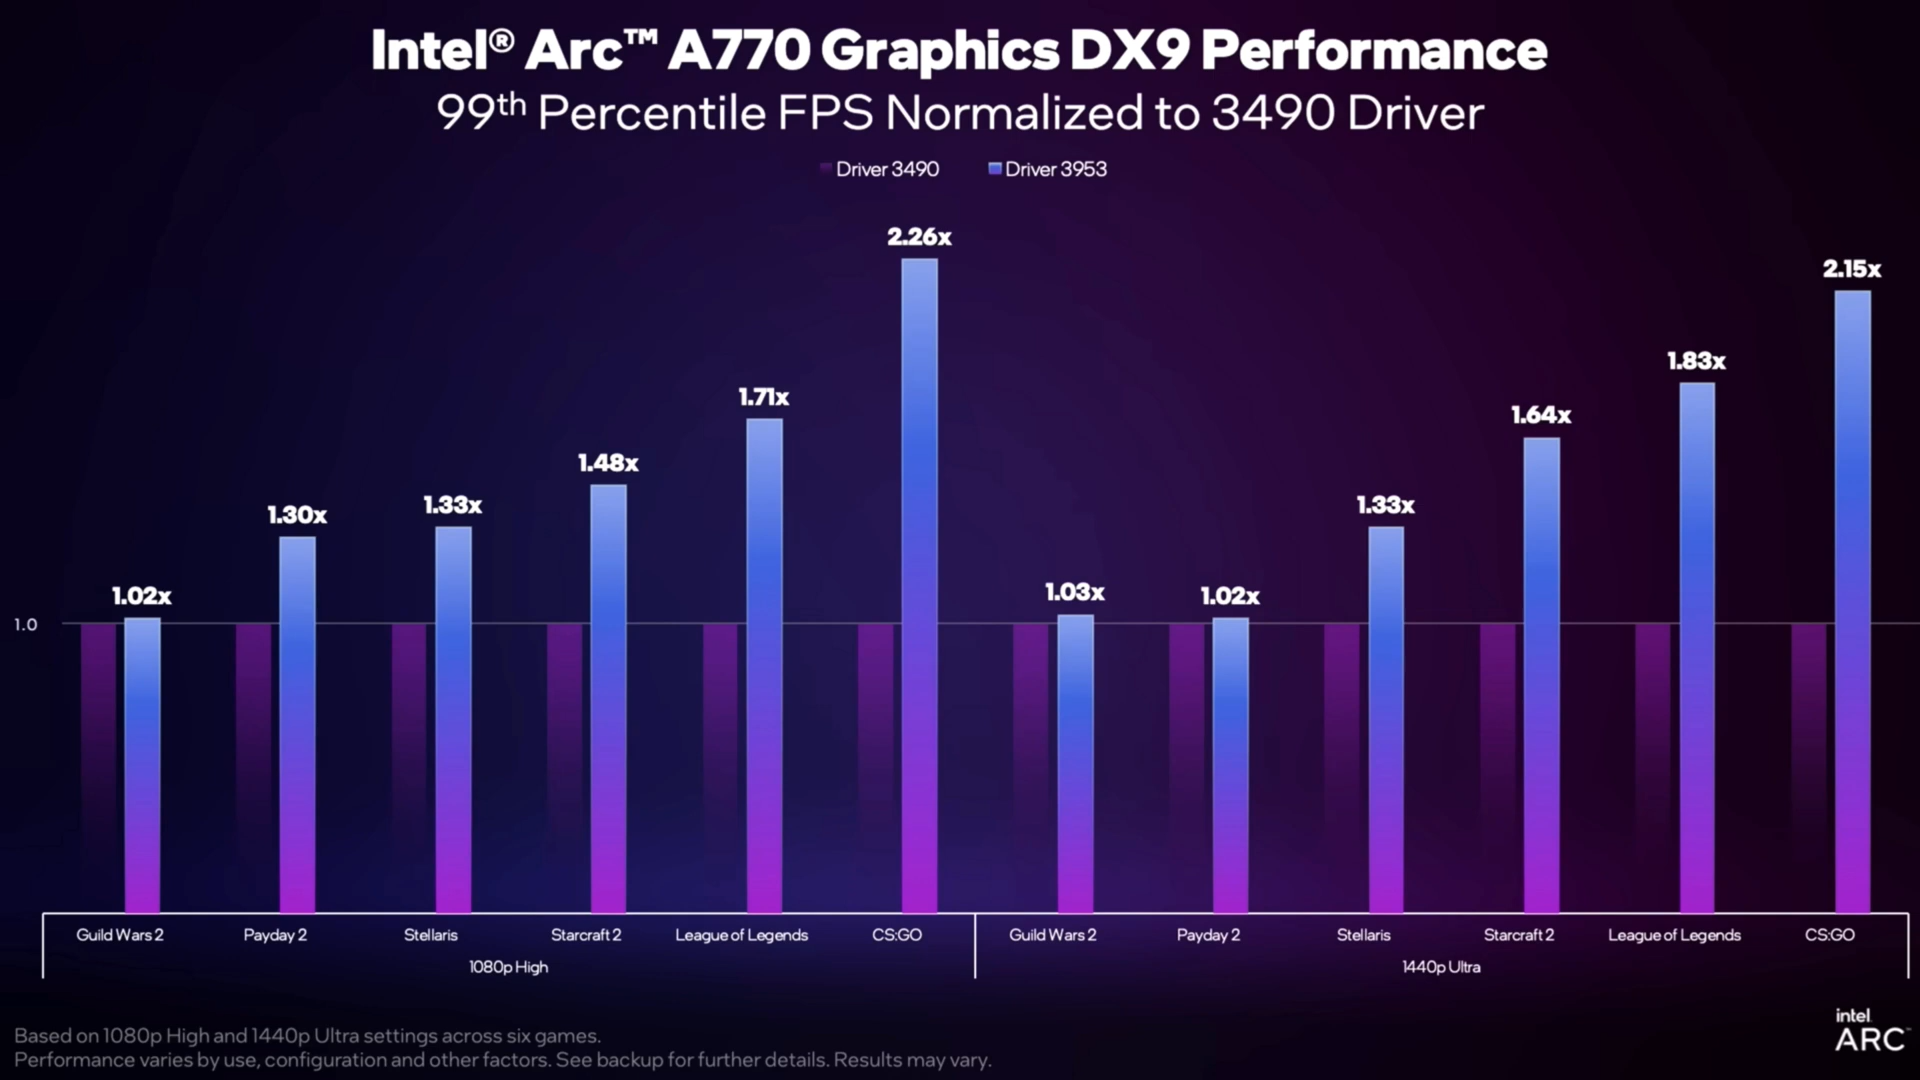 Intel® Arc™ A770 Graphics DX9 Performance
99th Percentile FPS Normalized to 3490 Driver
Driver 3490 Driver 3953
2.26x
2.15x
1.83x
1.71x
1.64x
1.48x
1.33x
1.33x
1.30x
1.03x
1.02x
1.02x
1.0
Guild Wars 2 Payday 2 Stellaris Starcraft 2 League of Legends CS:GO Guild Wars 2 Payday 2 Stellaris Starcraft 2 League of Legends CS:GO
1080p High 1440p Ultra
Based on 1080p High and 1440p Ultra settings across six games.
Performance varies by use, configuration and other factors. See backup for further details. Results may vary.
intel
ARC™